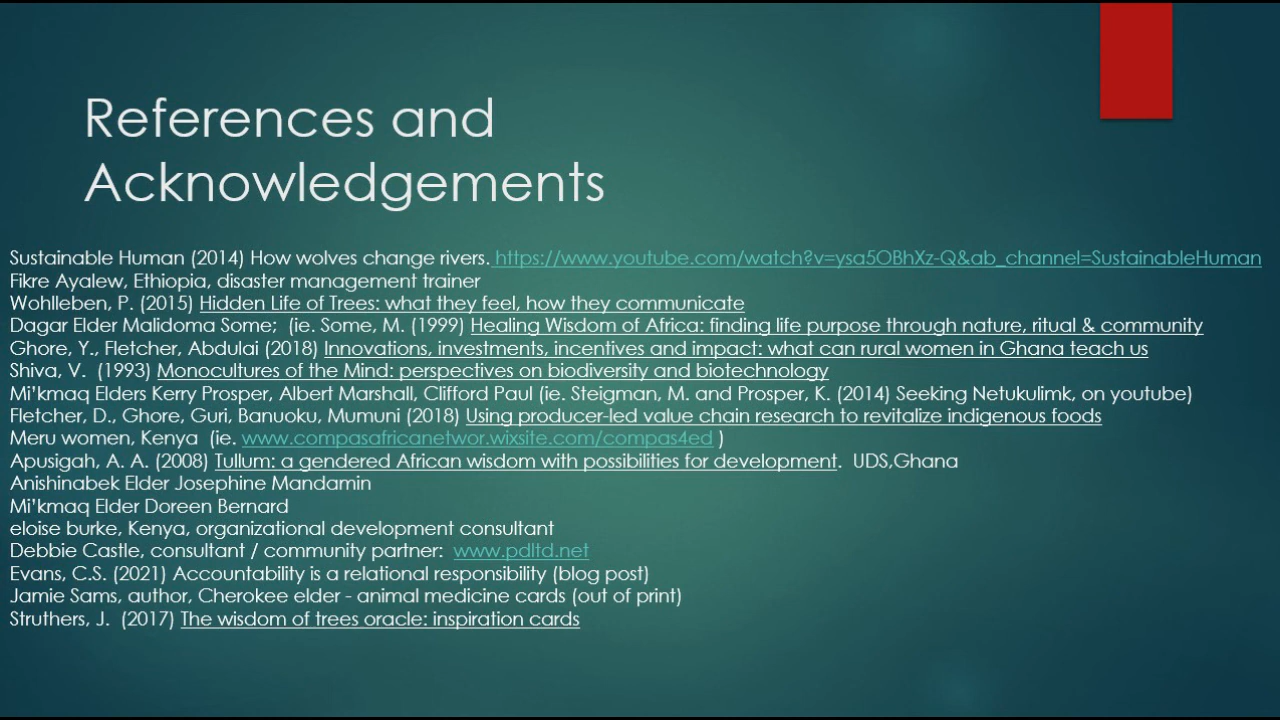 References and
Acknowledgements
Sustainable Human (2014) How wolves change rivers. https://www.youtube.com/watch?v=ysa5OBhXz-Q&ab_channel=SustainableHuman
Fikre Ayalew, Ethiopia, disaster management trainer
Wohlleben, P. (2015) Hidden Life of Trees: what they feel, how they communicate
Dagar Elder Malidoma Some;  (ie. Some, M. (1999) Healing Wisdom of Africa: finding life purpose through nature, ritual & community
Ghore, Y., Fletcher, Abdulai (2018) Innovations, investments, incentives and impact: what can rural women in Ghana teach us
Shiva, V.  (1993) Monocultures of the Mind: perspectives on biodiversity and biotechnology
Mi'kmaq Elders Kerry Prosper, Albert Marshall, Clifford Paul (ie. Steigman, M. and Prosper, K. (2014) Seeking Netukulimk, on youtube)
Fletcher, D., Ghore, Guri, Banuoku, Mumuni (2018) Using producer-led value chain research to revitalize indigenous foods
Meru women, Kenya  (ie. www.compasafricanetwor.wixsite.com/compas4ed )
Apusigah, A. A. (2008) Tullum: a gendered African wisdom with possibilities for development.  UDS,Ghana
Anishinabek Elder Josephine Mandamin
Mi'kmaq Elder Doreen Bernard
eloise burke, Kenya, organizational development consultant
Debbie Castle, consultant / community partner:  www.pdltd.net
Evans, C.S. (2021) Accountability is a relational responsibility (blog post)
Jamie Sams, author, Cherokee elder - animal medicine cards (out of print)
Struthers, J.  (2017) The wisdom of trees oracle: inspiration cards